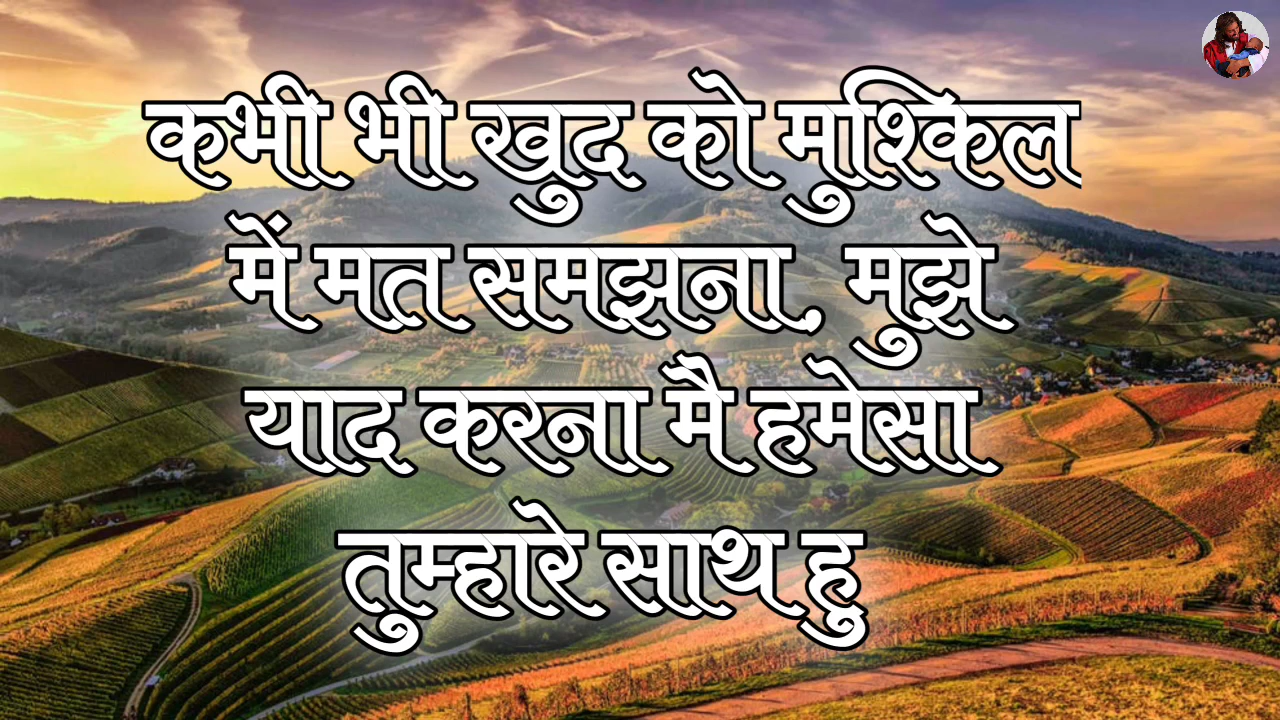 कभी भी खुद को मुश्किल
में मत समझना, मुझे
याद करना मै हमेसा
तुम्हारे साथ हु